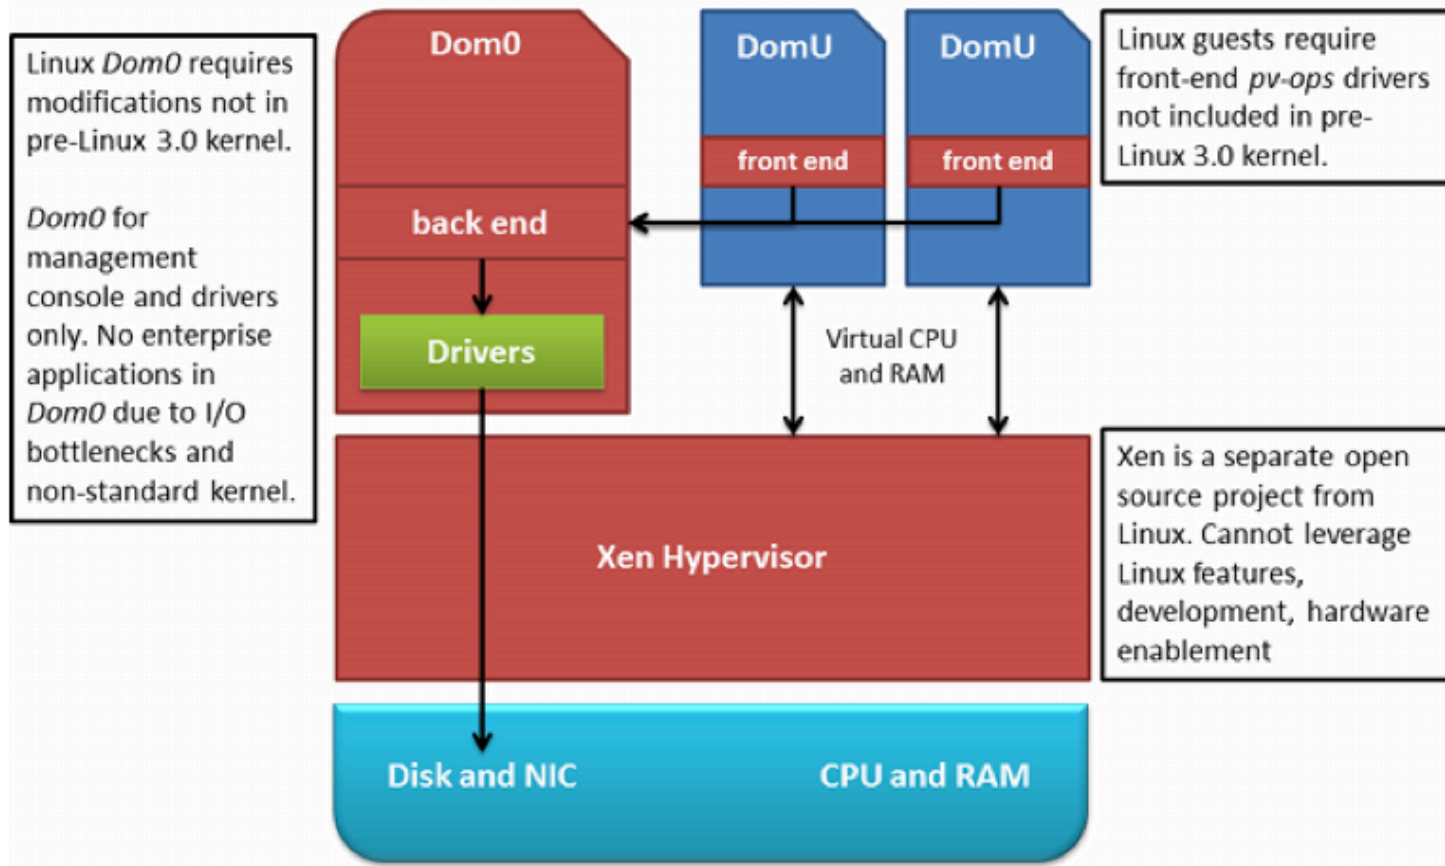 Linux Dom0 requires
modifications not in
pre-Linux 3.0 kernel.
Dom0 for
management
console and drivers
only. No enterprise
applications in
Dom0 due to I/O
bottlenecks and
non-standard kernel.
Dom0
back end
Drivers
DomU
front end
DomU
front end
Linux guests require
front-end pv-ops drivers
not included in pre-
Linux 3.0 kernel.
Virtual CPU
and RAM
Xen Hypervisor
Xen is a separate open
source project from
Linux. Cannot leverage
Linux features,
development, hardware
enablement
Disk and NIC
CPU and RAM